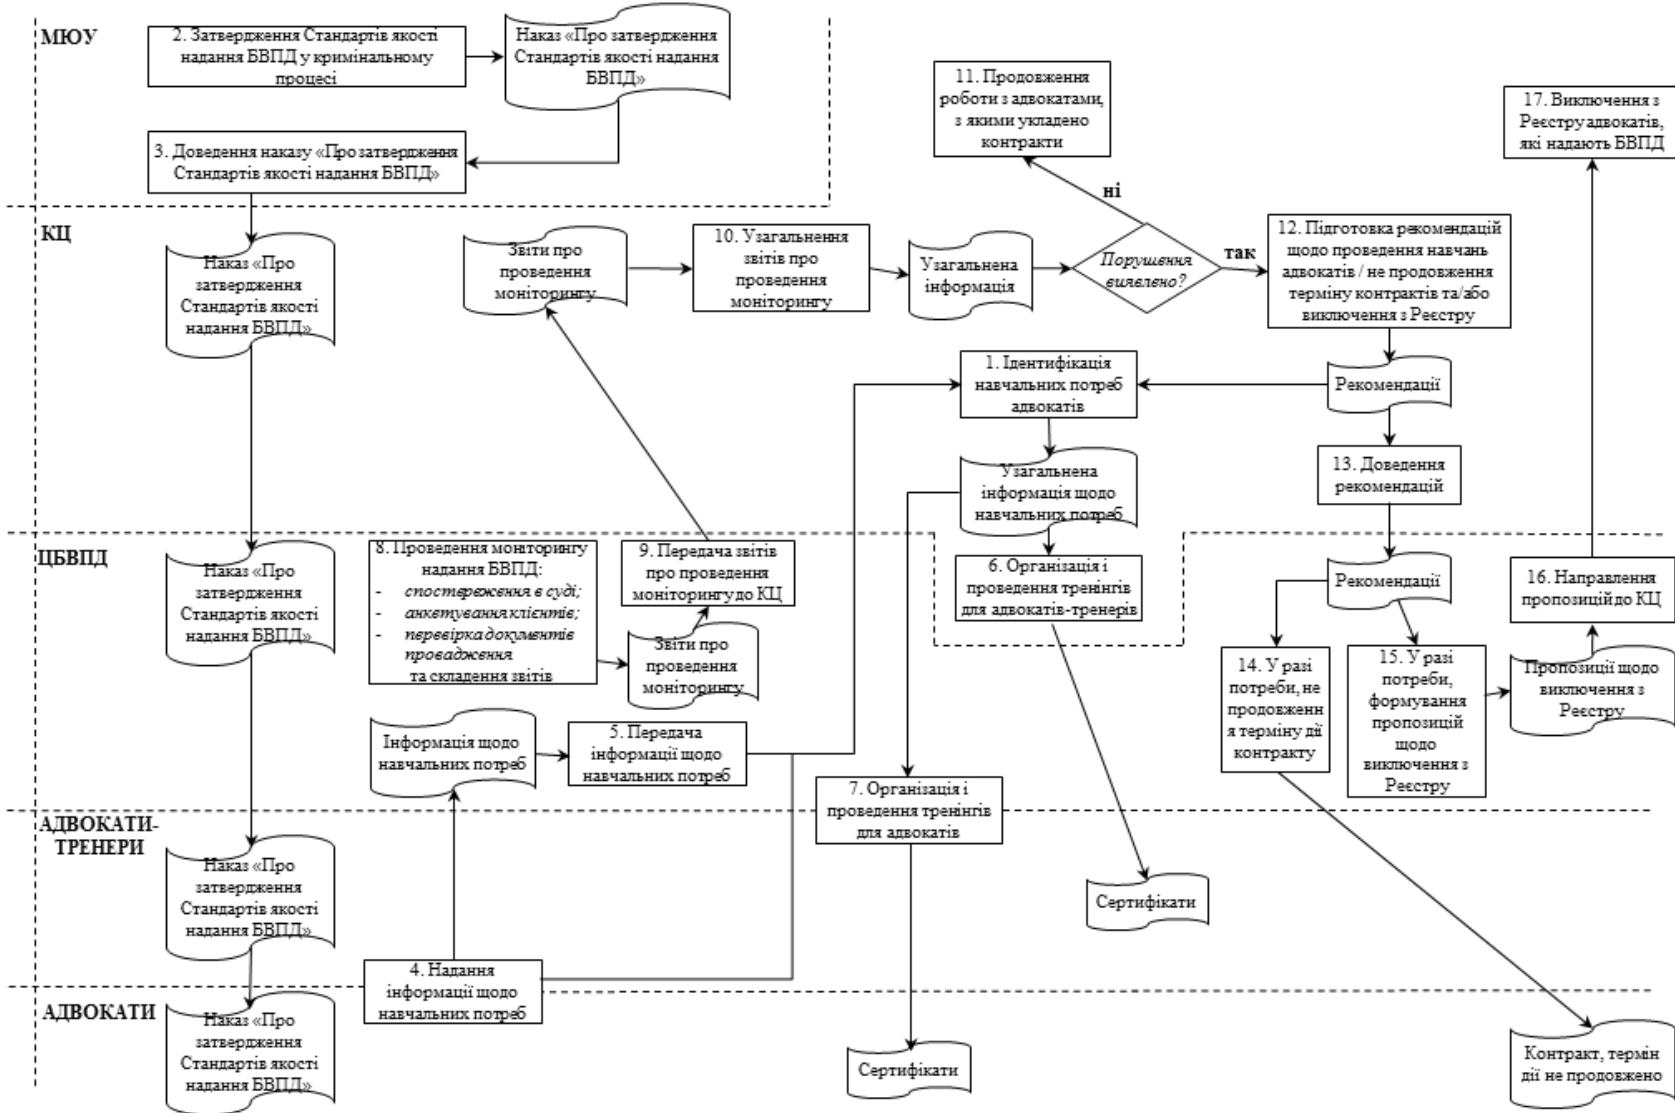 МЮУ
2. Затвердження Стандартів якості
надання БВПД у кримінальному
процесі
Наказ «Про затвердження
Стандартів якості надання
БВПД»
3. Доведення наказу «Про затвердження
Стандартів якості надання БВПД»
11. Продовження
роботи з адвокатами,
з якими укладено
контракти
17. Виключення з
Реєстру адвокатів,
які надають БВПД
КЦ
Наказ «Про
затвердження
Стандартів якості
надання БВПД»
Звіти про
проведення
моніторингу
10. Узагальнення
звітів про
проведення
моніторингу
Узагальнена
інформація
ні
Порушення
виявлено?
так
12. Підготовка рекомендацій
щодо проведення навчань
адвокатів / не продовження
терміну контрактів та/або
виключення з Реєстру
1. Ідентифікація
навчальних потреб
адвокатів
Рекомендації
Узагальнена
інформація щодо
навчальних потреб
13. Доведення
рекомендацій
ЦБВПД
Наказ «Про
затвердження
Стандартів якості
надання БВПД»
8. Проведення моніторингу
надання БВПД:
- спостереження в суді;
- анкетування клієнтів;
- перевірка документів
провадження
та складення звітів
9. Передача звітів
про проведення
моніторингу до КЦ
Звіти про
проведення
моніторингу
6. Організація і
проведення тренінгів
для адвокатів-тренерів
Рекомендації
16. Направлення
пропозицій до КЦ
14. У разі
потреби, не
продовженн
я терміну дії
контракту
15. У разі
потреби,
формування
пропозицій
щодо
виключення з
Реєстру
Пропозиції щодо
виключення з
Реєстру
Інформація щодо
навчальних потреб
5. Передача
інформації щодо
навчальних потреб
7. Організація і
проведення тренінгів
для адвокатів
АДВОКАТИ-
ТРЕНЕРИ
Наказ «Про
затвердження
Стандартів якості
надання БВПД»
Сертифікати
4. Надання
інформації щодо
навчальних потреб
АДВОКАТИ
Наказ «Про
затвердження
Стандартів якості
надання БВПД»
Сертифікати
Контракт, термін
дії не продовжено